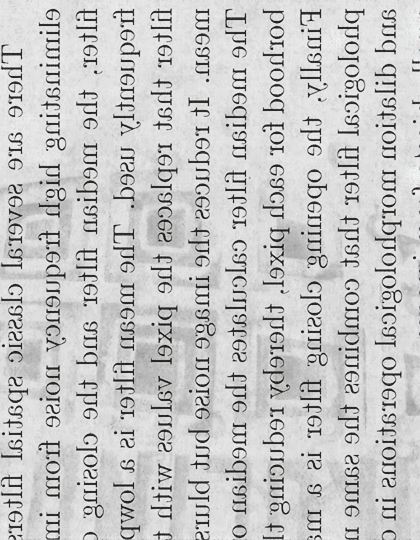 There are several classic spatial filters
eliminating high frequency noise from im
filter, the median filter and the closing
frequently used. The mean filter is a low p
filter that replaces the pixel values with t
mean. It reduces the image noise but blurs
The median filter calculates the median o
borhood for each pixel, thereby reducing t
Finally, the opening closing filter is a ma
phological filter that combines the same
and dilation morphological operations in